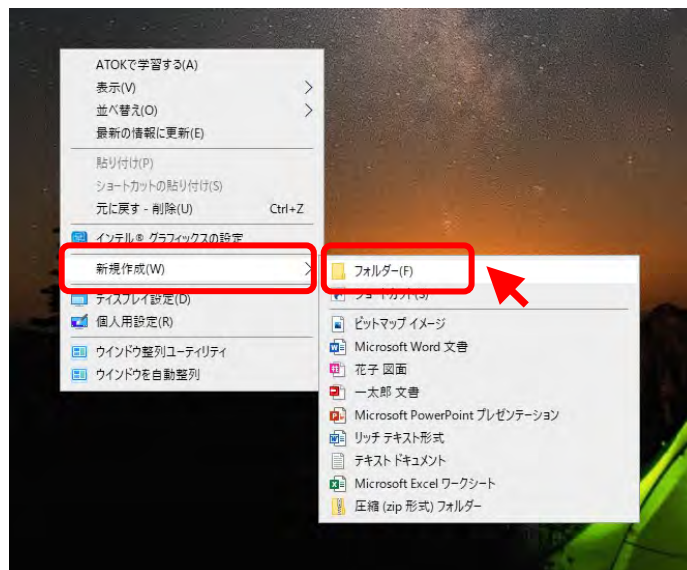 ATOKで学習する(A)
表示(V)
並べ替え(O)
最新の情報に更新(E)
貼り付け(P)
ショートカットの貼り付け(S)
元に戻す - 削除(U) Ctrl+Z
インテル® グラフィックスの設定
新規作成(W)
ディスプレイ設定(D)
個人用設定(R)
ウインドウ整列ユーティリティ
ウインドウを自動整列
フォルダー(F)
ショートカット(S)
ビットマップ イメージ
Microsoft Word 文書
花子 図面
一太郎 文書
Microsoft PowerPoint プレゼンテーション
リッチ テキスト形式
テキスト ドキュメント
Microsoft Excel ワークシート
圧縮 (zip 形式) フォルダー